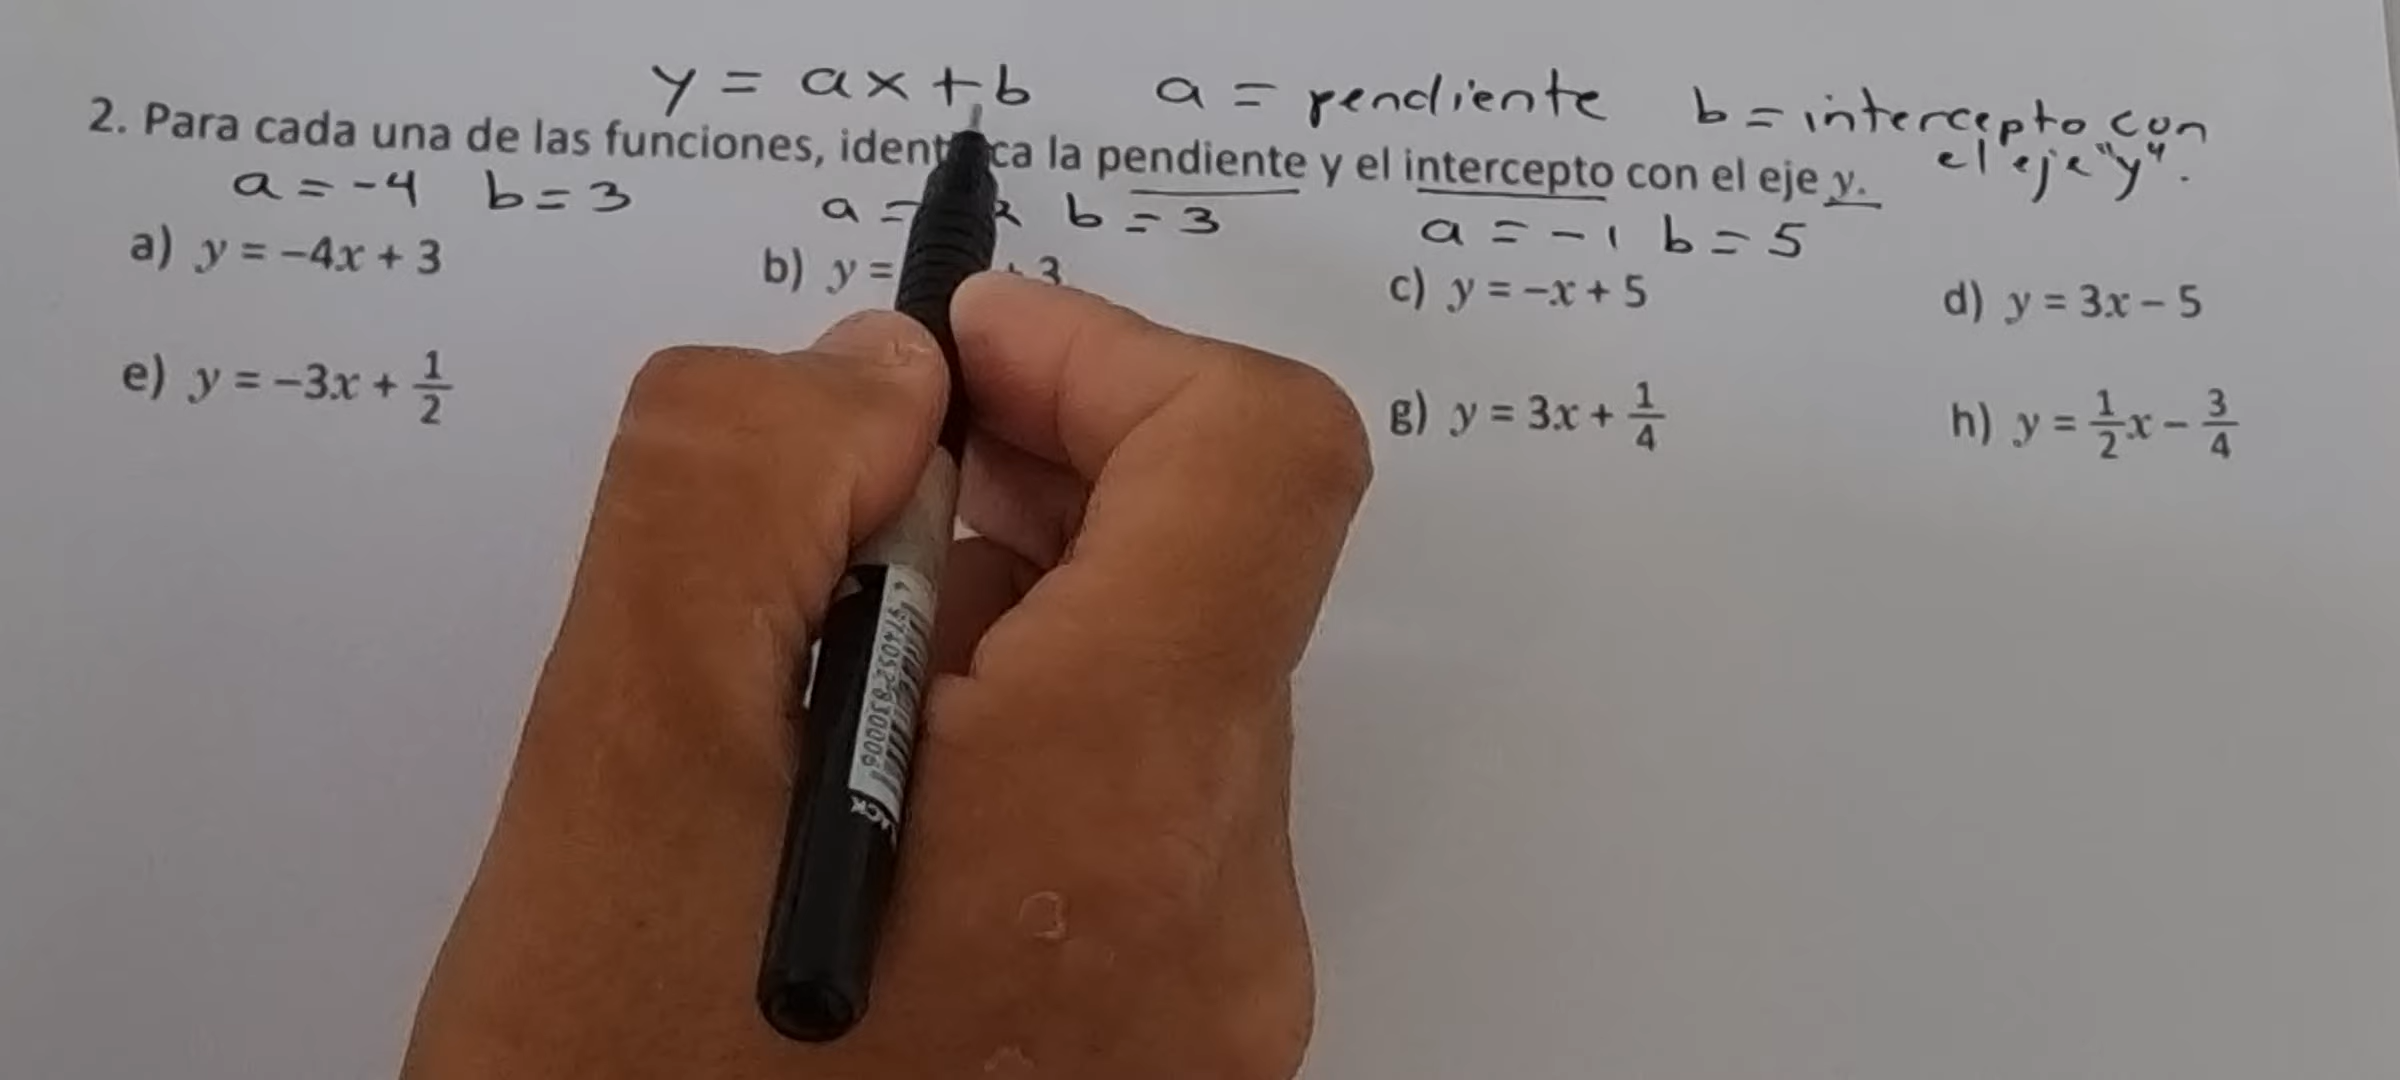 y = ax + b a = pendiente b = intercepto con el eje "y".
2. Para cada una de las funciones, la pendiente y el intercepto con el eje y.
a = -4 b = 3
a = b = 3
a = -1 b = 5
a) y = −4x + 3
b) y = + 3
c) y = −x + 5
d) y = 3x − 5
e) y = −3x + 1/2
g) y = 3x + 1/4
h) y = 1/2x − 3/4